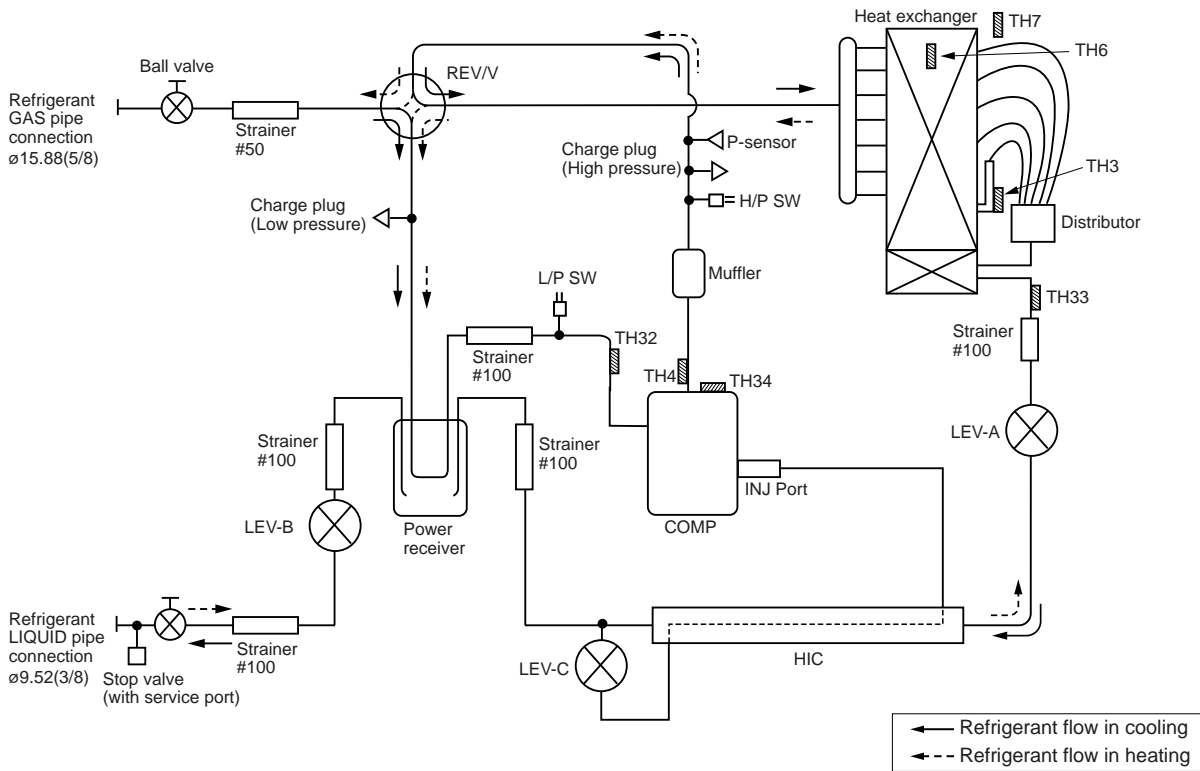 Heat exchanger
TH7
TH6
Ball valve
REV/V
Refrigerant
GAS pipe
connection
ø15.88(5/8)
Strainer
#50
P-sensor
Charge plug
(High pressure)
TH3
Charge plug
(Low pressure)
H/P SW
Distributor
Muffler
L/P SW
TH33
TH32
Strainer
#100
Strainer
#100
TH4
TH34
Strainer
#100
Strainer
#100
LEV-A
INJ Port
LEV-B
Power
receiver
COMP
Refrigerant
LIQUID pipe
connection
ø9.52(3/8)
Strainer
#100
Stop valve
(with service port)
LEV-C
HIC
Refrigerant flow in cooling
Refrigerant flow in heating